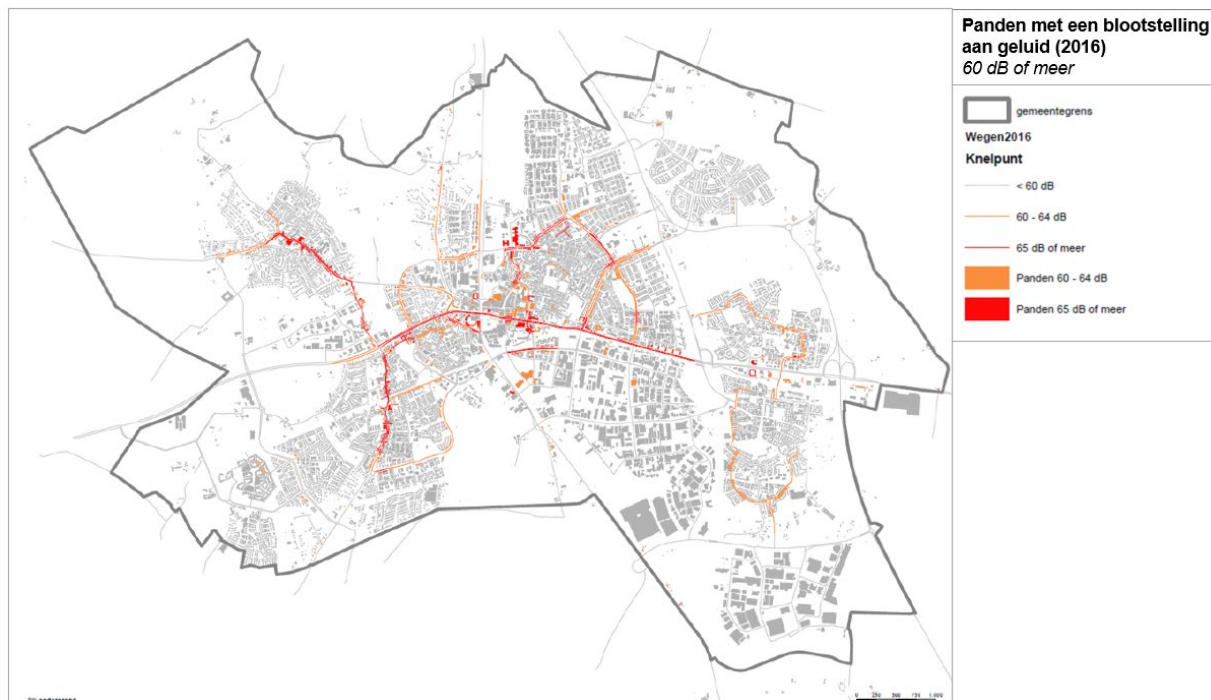 Panden met een blootstelling
aan geluid (2016)
60 dB of meer
gemeentegrens
Wegen2016
Knelpunt
< 60 dB
60 - 64 dB
65 dB of meer
Panden 60 - 64 dB
Panden 65 dB of meer